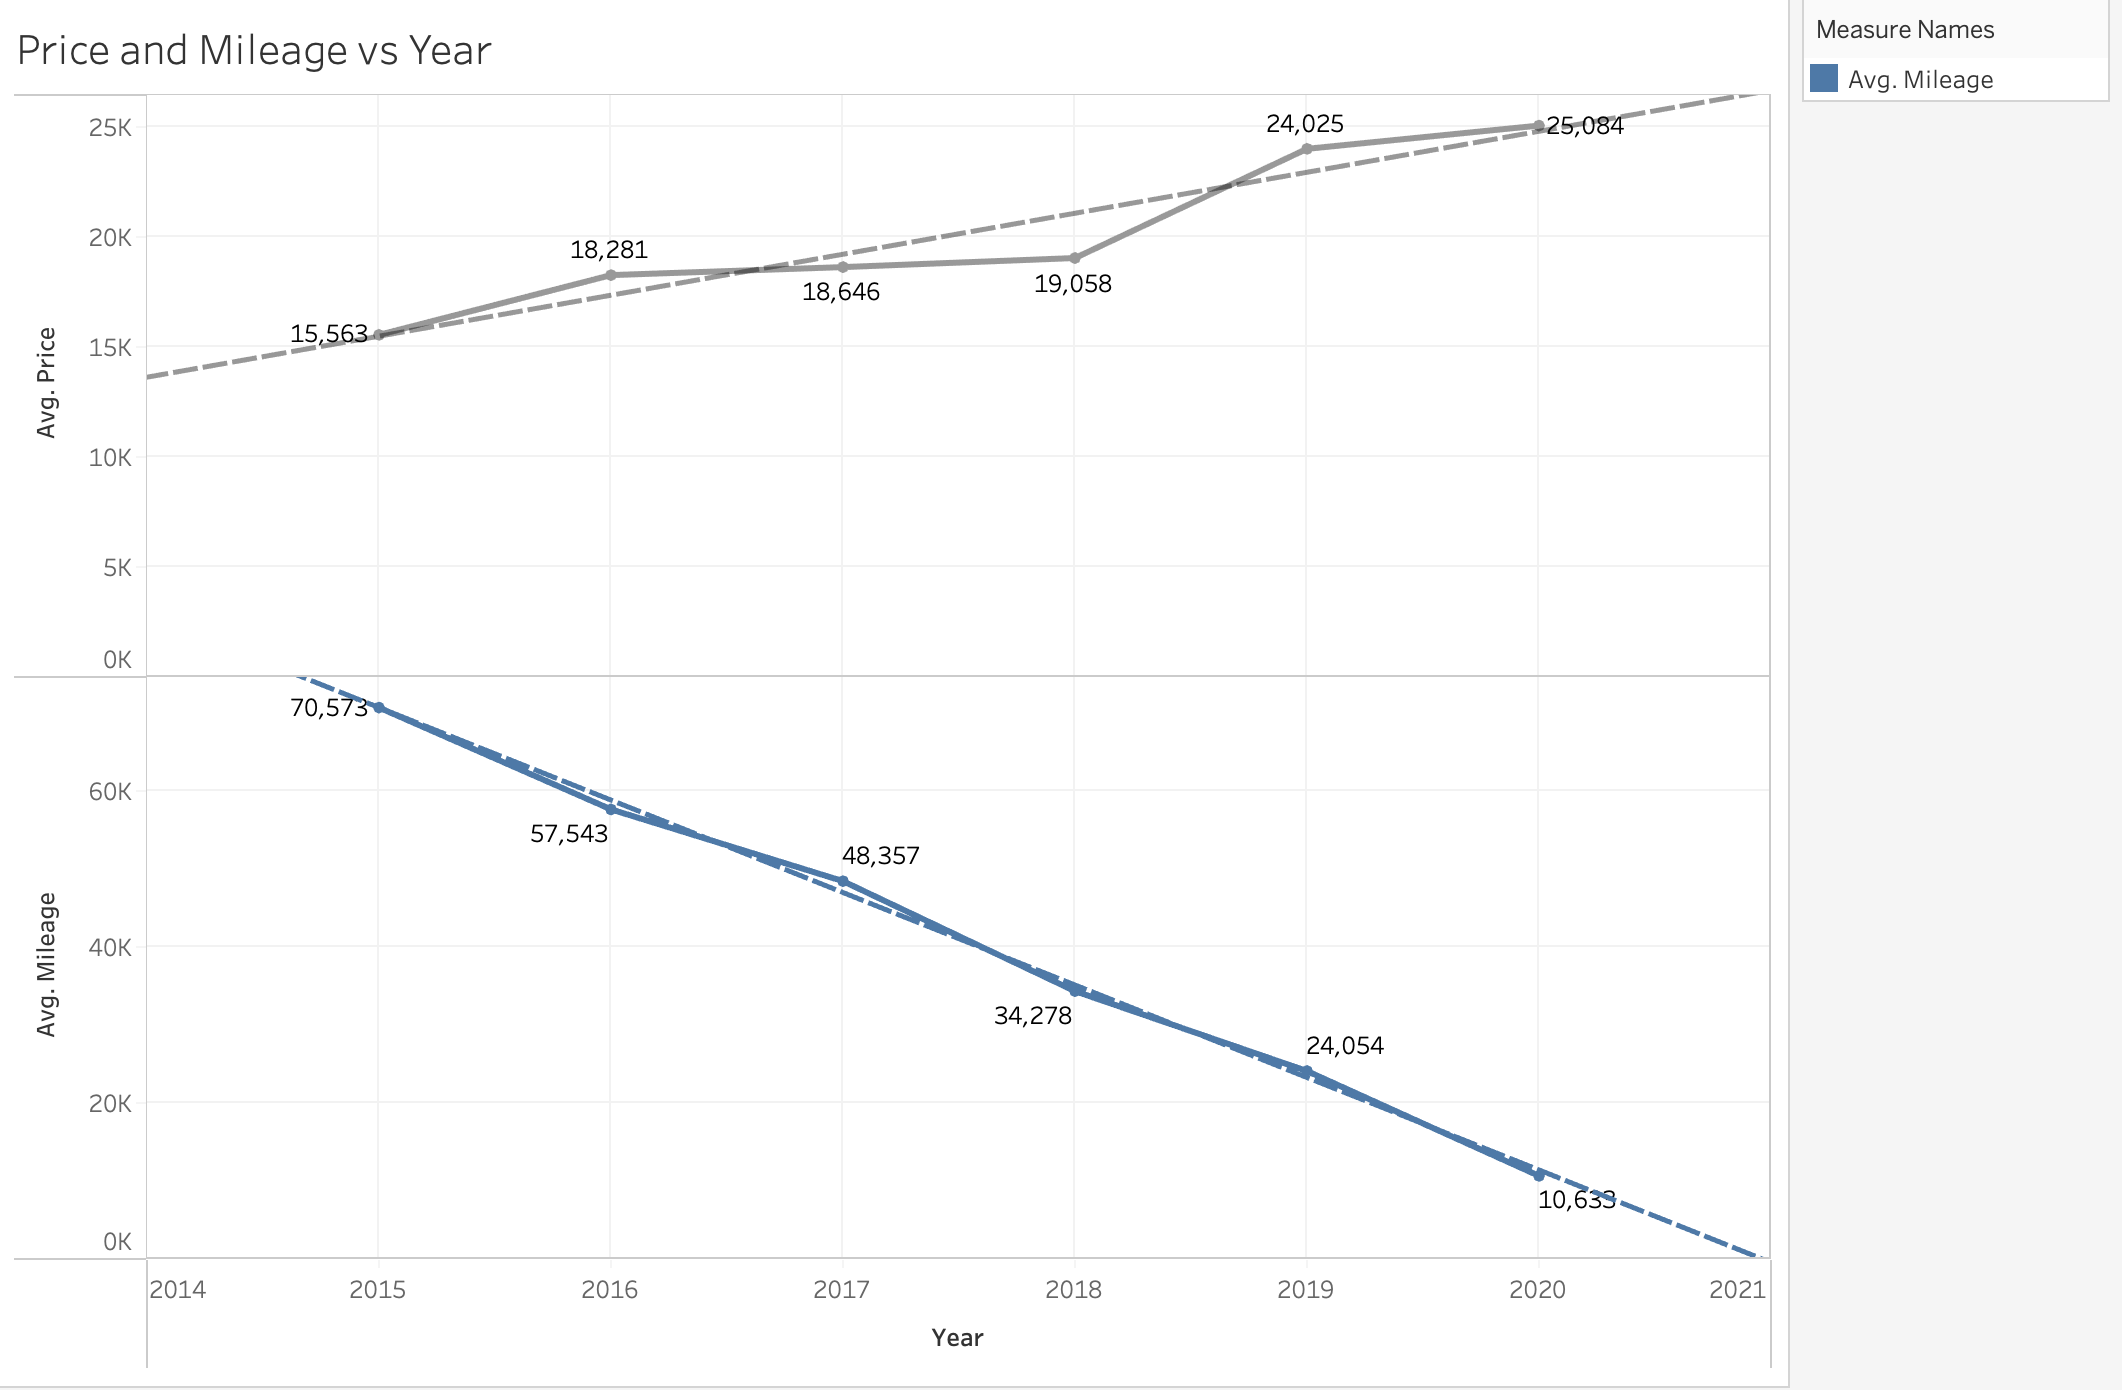 Price and Mileage vs Year
Measure Names
Avg. Mileage
Avg. Price
25K
20K
15K
10K
5K
0K
15,563
18,281
18,646
19,058
24,025
25,084
Avg. Mileage
60K
40K
20K
0K
70,573
57,543
48,357
34,278
24,054
10,633
2014 2015 2016 2017 2018 2019 2020 2021
Year